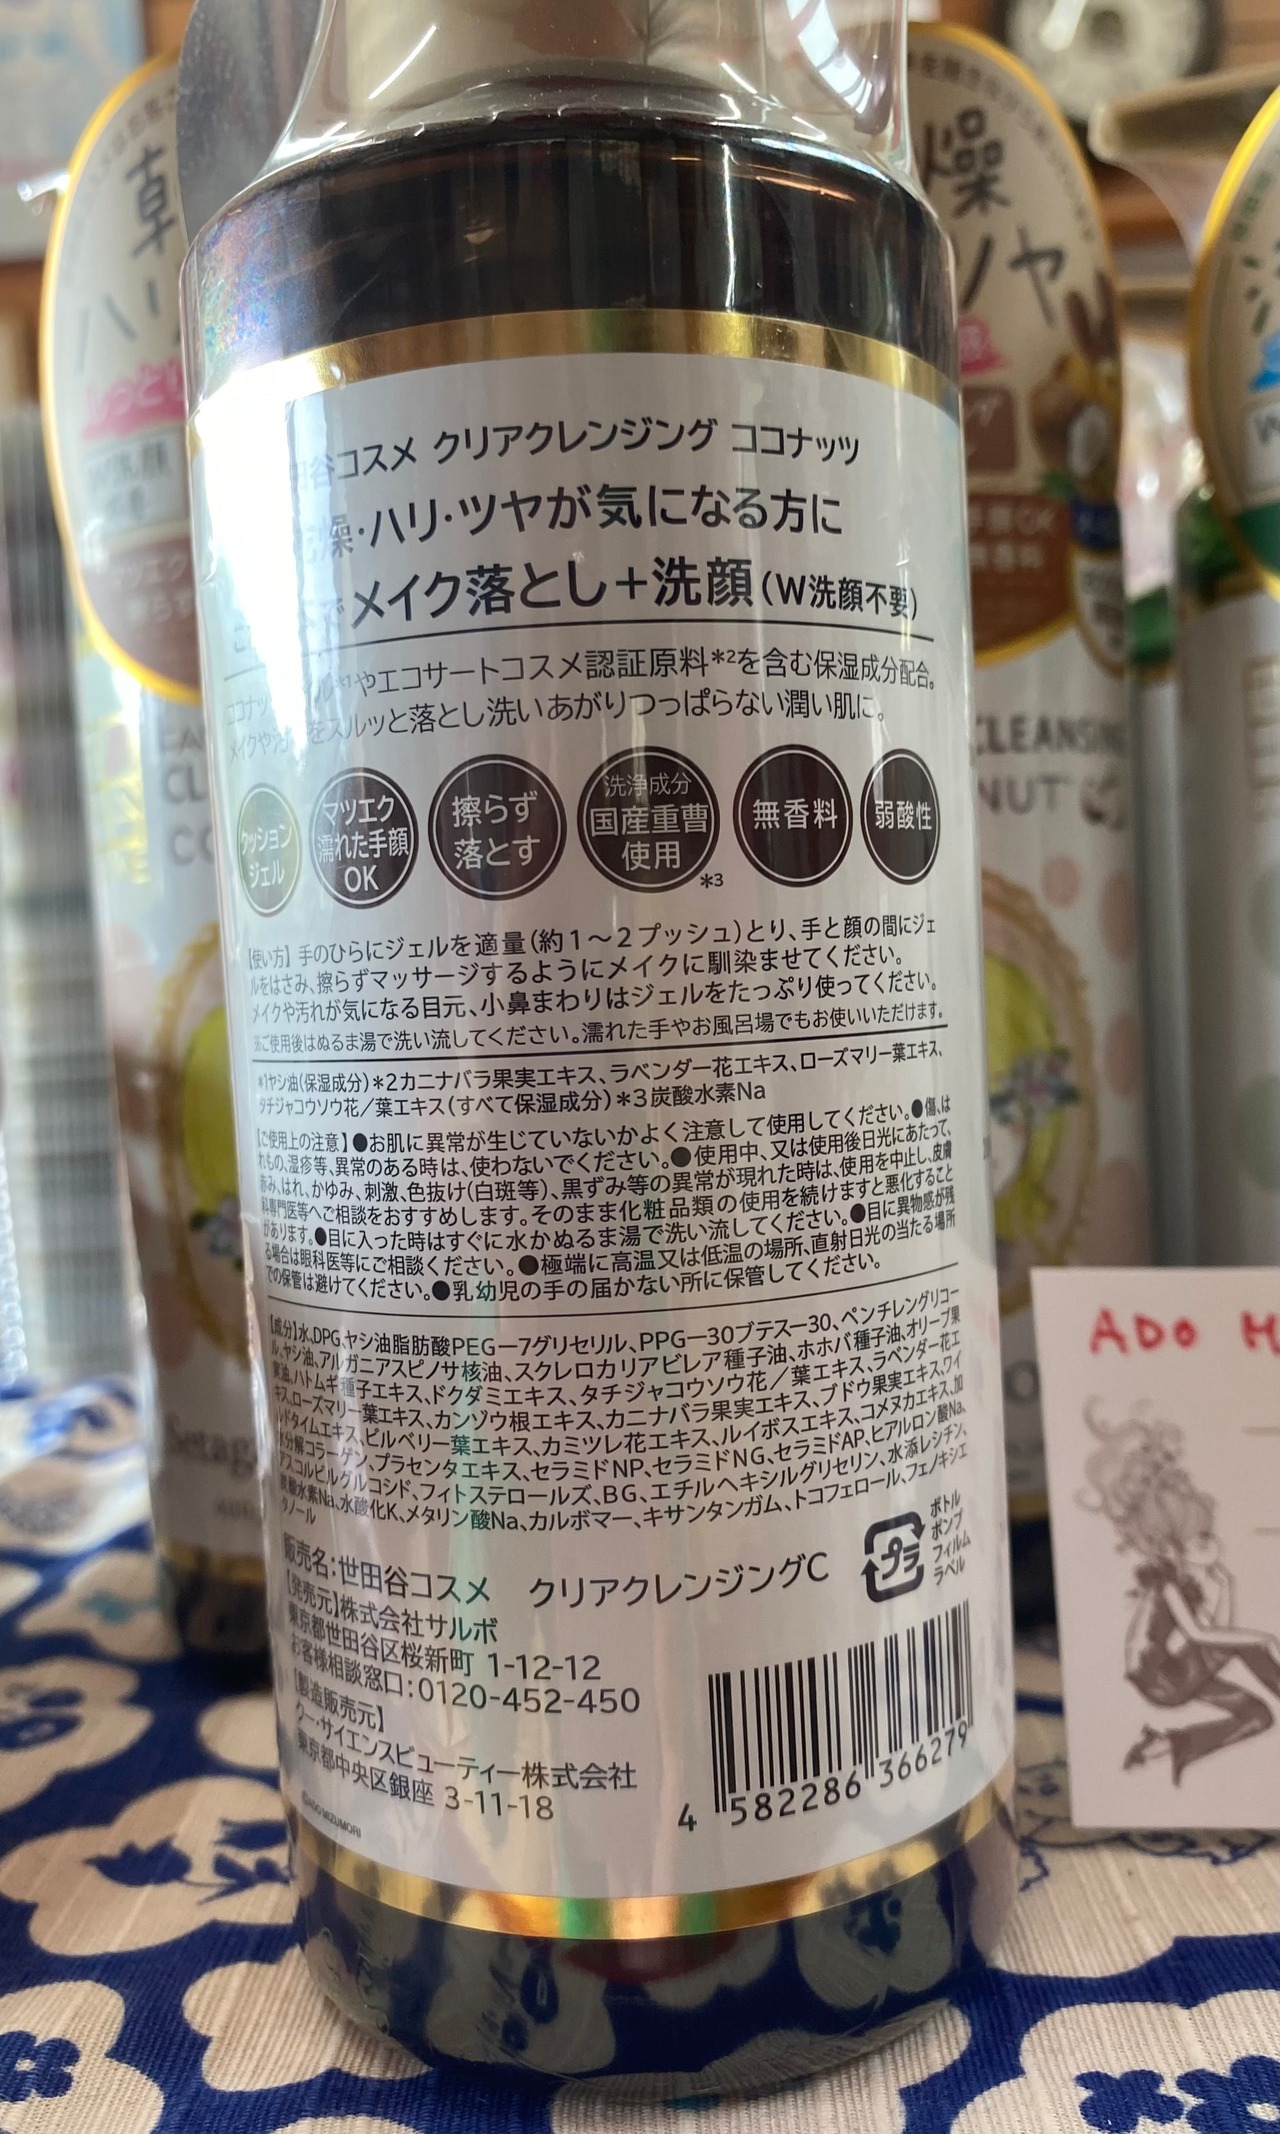 谷コスメ クリアクレンジング ココナッツ
燥・ハリ・ツヤが気になる方に
メイク落とし＋洗顔（W洗顔不要）
ル*1やエコサートコスメ認証原料*2を含む保湿成分配合。
をスルッと落とし洗いあがりつっぱらない潤い肌に。
クッション
ジェル
マツエク
濡れた手顔
OK
擦らず
落とす
洗浄成分
国産重曹
使用
*3
無香料
弱酸性
【使い方】手のひらにジェルを適量（約１〜２プッシュ）とり、手と顔の間にジェ
ルをはさみ、擦らずマッサージするようにメイクに馴染ませてください。
メイクや汚れが気になる目元、小鼻まわりはジェルをたっぷり使ってください。
※ご使用後はぬるま湯で洗い流してください。濡れた手やお風呂場でもお使いいただけます。
*1ヤシ油（保湿成分）*2カニナバラ果実エキス、ラベンダー花エキス、ローズマリー葉エキス、
タチジャコウソウ花／葉エキス（すべて保湿成分）*3炭酸水素Na
【ご使用上の注意】●お肌に異常が生じていないかよく注意して使用してください。●傷、は
れもの、湿疹等、異常のある時は、使わないでください。●使用中、又は使用後日光にあたって、
赤み、はれ、かゆみ、刺激、色抜け（白斑等）、黒ずみ等の異常が現れた時は、使用を中止し、皮膚
科専門医等へご相談をおすすめします。そのまま化粧品類の使用を続けますと悪化すること
があります。●目に入った時はすぐに水かぬるま湯で洗い流してください。●目に異物感が残
る場合は眼科医等にご相談ください。●極端に高温又は低温の場所、直射日光の当たる場所
での保管は避けてください。●乳幼児の手の届かない所に保管してください。
【成分】水、DPG、ヤシ油脂肪酸PEG－7グリセリル、PPG－30ブテス－30、ペンチレングリコー
ル、ヤシ油、アルガニアスピノサ核油、スクレロカリアビレア種子油、ホホバ種子油、オリーブ果
実油、ハトムギ種子エキス、ドクダミエキス、タチジャコウソウ花／葉エキス、ラベンダー花エ
キス、ローズマリー葉エキス、カンゾウ根エキス、カニナバラ果実エキス、ブドウ果実エキス、ワイ
ルドタイムエキス、ビルベリー葉エキス、カミツレ花エキス、ルイボスエキス、コメヌカエキス、加
水分解コラーゲン、プラセンタエキス、セラミドNP、セラミドNG、セラミドAP、ヒアルロン酸Na、
アスコルビルグルコシド、フィトステロールズ、BG、エチルヘキシルグリセリン、水添レシチン、
炭酸水素Na、水酸化K、メタリン酸Na、カルボマー、キサンタンガム、トコフェロール、フェノキシエ
タノール
販売名：世田谷コスメ　クリアクレンジングC
プラ
ボトル
ポンプ
フィルム
ラベル
【発売元】株式会社サルボ
東京都世田谷区桜新町 1-12-12
お客様相談窓口：0120-452-450
【製造販売元】
クー・サイエンスビューティー株式会社
東京都中央区銀座 3-11-18
©ADO MIZUMORI
4 582286 366279
燥
ツヤ
ハリ
しっとり
CLEANSING
NUT
ADO M